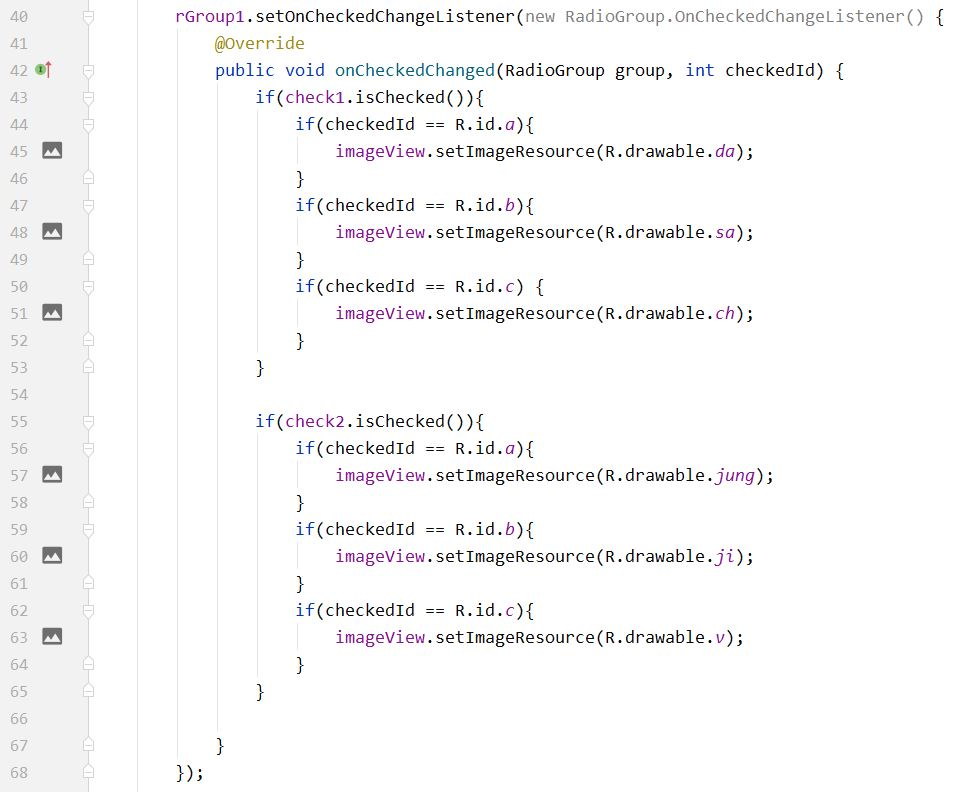 40 rGroup1.setOnCheckedChangeListener(new RadioGroup.OnCheckedChangeListener() {
41 @Override
42 public void onCheckedChanged(RadioGroup group, int checkedId) {
43 if(check1.isChecked()){
44 if(checkedId == R.id.a){
45 imageView.setImageResource(R.drawable.da);
46 }
47 if(checkedId == R.id.b){
48 imageView.setImageResource(R.drawable.sa);
49 }
50 if(checkedId == R.id.c) {
51 imageView.setImageResource(R.drawable.ch);
52 }
53 }
54
55 if(check2.isChecked()){
56 if(checkedId == R.id.a){
57 imageView.setImageResource(R.drawable.jung);
58 }
59 if(checkedId == R.id.b){
60 imageView.setImageResource(R.drawable.ji);
61 }
62 if(checkedId == R.id.c){
63 imageView.setImageResource(R.drawable.v);
64 }
65 }
66
67 }
68 });